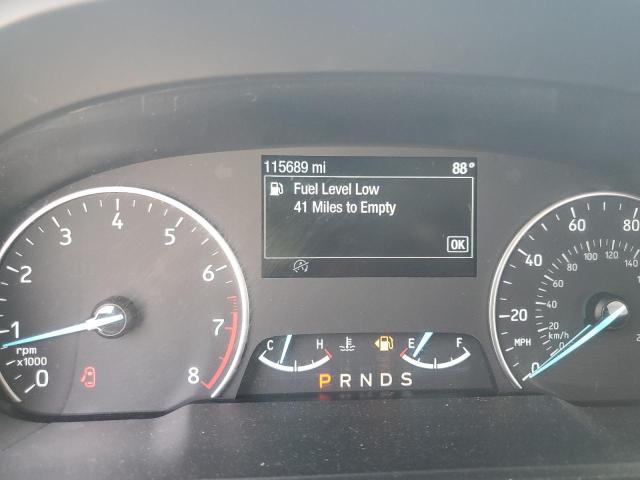 115689 mi 88°
Fuel Level Low
41 Miles to Empty
OK
0 1 2 3 4 5 6 7 8
rpm
x1000
C H
E F
P R N D S
0 20 40 60 80
MPH
0 20 40 60 80 100 120 140
km/h